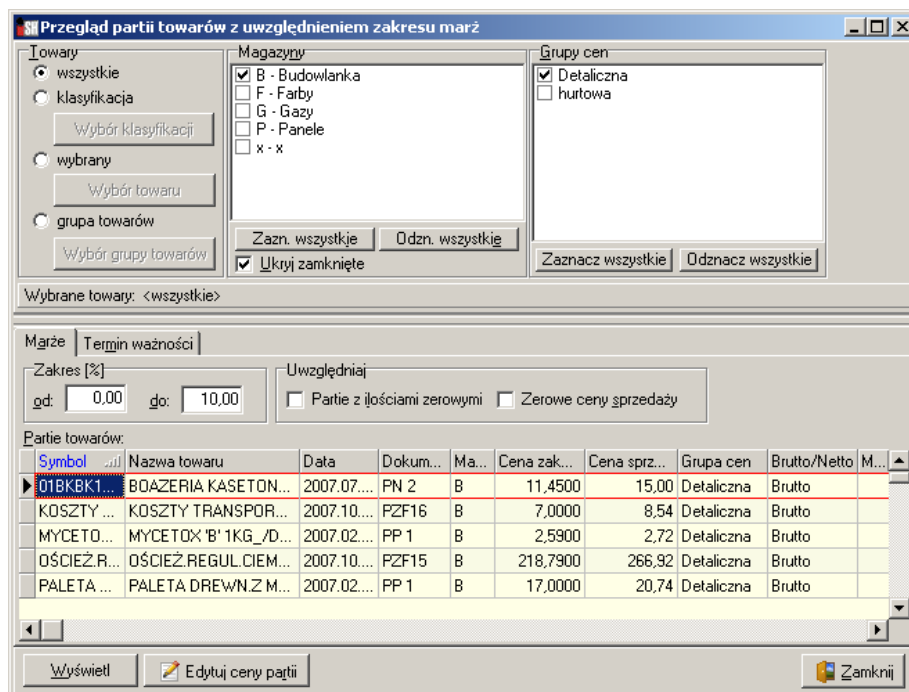 Przegląd partii towarów z uwzględnieniem zakresu marż
Towary
wszystkie
klasyfikacja
Wybór klasyfikacji
wybrany
Wybór towaru
grupa towarów
Wybór grupy towarów
Magazyny
B - Budowlanka
F - Farby
G - Gazy
P - Panele
x - x
Zazn. wszystkie Odzn. wszystkie
Ukryj zamknięte
Grupy cen
Detaliczna
hurtowa
Zaznacz wszystkie Odznacz wszystkie
Wybrane towary: <wszystkie>
Marże Termin ważności
Zakres [%]
od: 0,00 do: 10,00
Uwzględniaj
Partie z ilościami zerowymi Zerowe ceny sprzedaży
Partie towarów:
Symbol Nazwa towaru Data Dokum... Ma... Cena zak... Cena sprz... Grupa cen Brutto/Netto M...
01BKBK1... BOAZERIA KASETON... 2007.07.... PN 2 B 11,4500 15,00 Detaliczna Brutto
KOSZTY ... KOSZTY TRANSPOR... 2007.10.... PZF16 B 7,0000 8,54 Detaliczna Brutto
MYCETO... MYCETOX 'B' 1KG_/D... 2007.02.... PP 1 B 2,5900 2,72 Detaliczna Brutto
OŚCIEŻ.R... OŚCIEŻ.REGUL.CIEM... 2007.10.... PZF15 B 218,7900 266,92 Detaliczna Brutto
PALETA ... PALETA DREWN.Z M... 2007.02.... PP 1 B 17,0000 20,74 Detaliczna Brutto
Wyświetl Edytuj ceny partii Zamknij